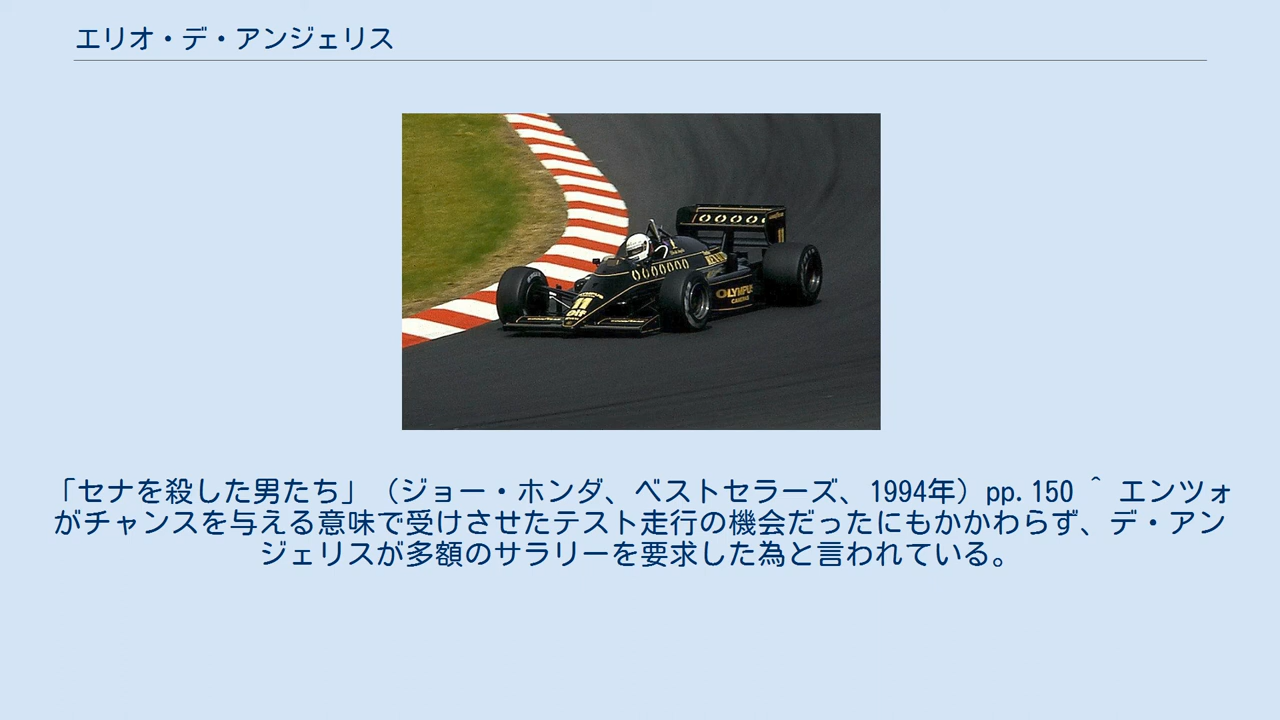 エリオ・デ・アンジェリス
11
OLYMPUS
CAMERAS
11
「セナを殺した男たち」（ジョー・ホンダ、ベストセラーズ、1994年）pp.150 ^ エンツォ
がチャンスを与える意味で受けさせたテスト走行の機会だったにもかかわらず、デ・アン
ジェリスが多額のサラリーを要求した為と言われている。